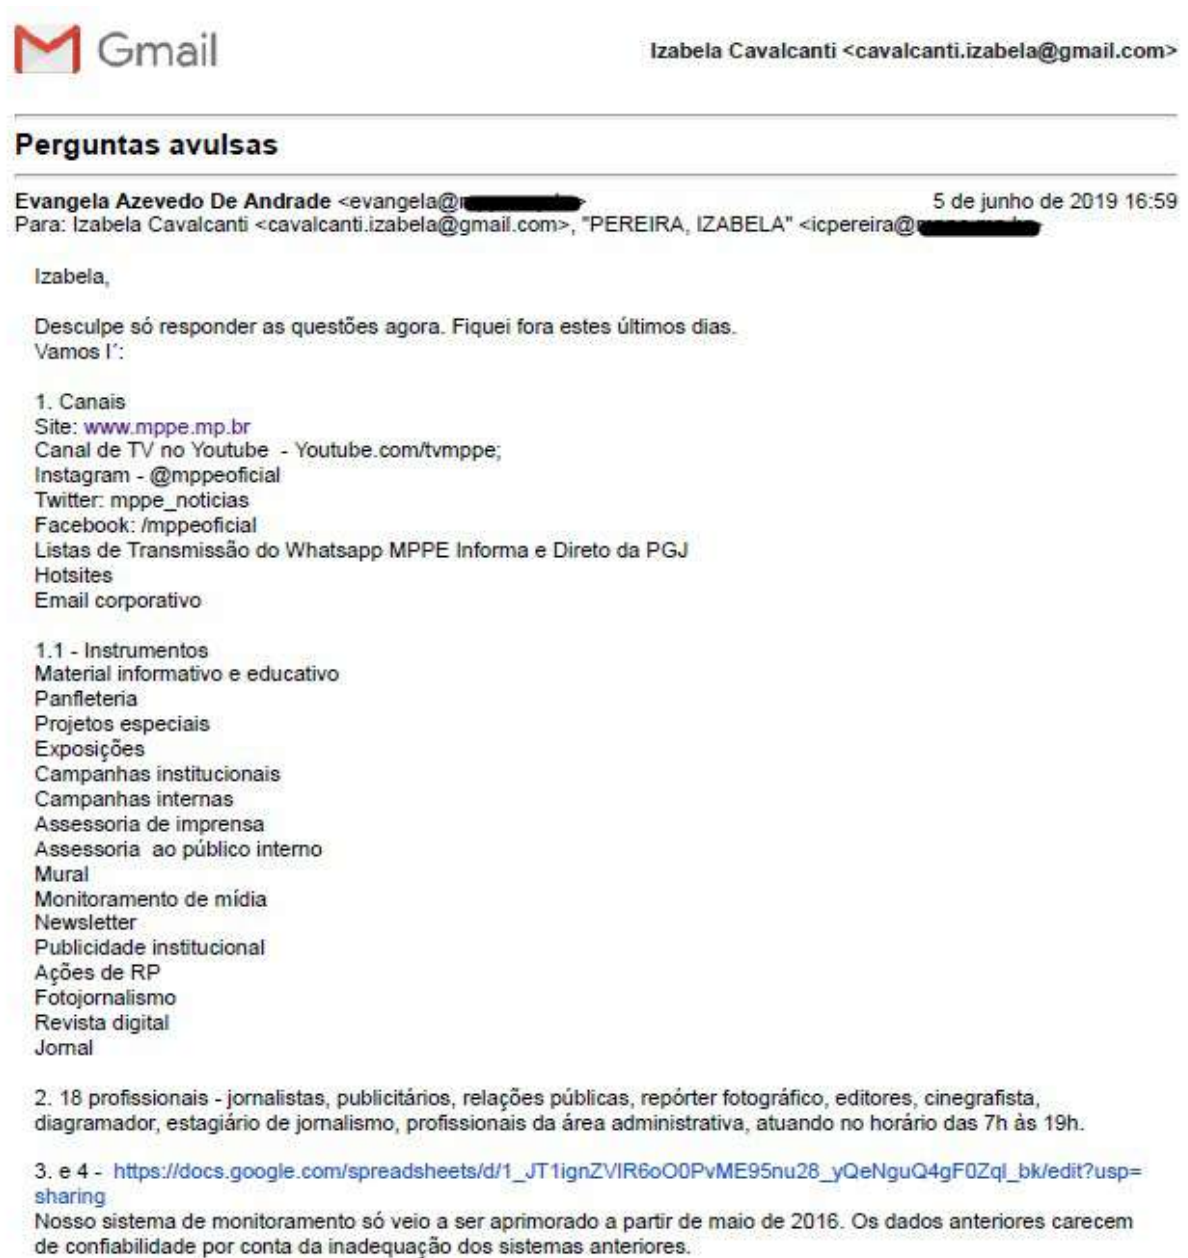 Gmail
Izabela Cavalcanti <cavalcanti.izabela@gmail.com>
Perguntas avulsas
Evangela Azevedo De Andrade <evangela@
5 de junho de 2019 16:59
Para: Izabela Cavalcanti <cavalcanti.izabela@gmail.com>, "PEREIRA, IZABELA" <icpereira@
Izabela,
Desculpe só responder as questões agora. Fiquei fora estes últimos dias.
Vamos l´:
1. Canais
Site: www.mppe.mp.br
Canal de TV no Youtube - Youtube.com/tvmppe;
Instagram - @mppeoficial
Twitter: mppe_noticias
Facebook: /mppeoficial
Listas de Transmissão do Whatsapp MPPE Informa e Direto da PGJ
Hotsites
Email corporativo
1.1 - Instrumentos
Material informativo e educativo
Panfleteria
Projetos especiais
Exposições
Campanhas institucionais
Campanhas internas
Assessoria de imprensa
Assessoria ao público interno
Mural
Monitoramento de mídia
Newsletter
Publicidade institucional
Ações de RP
Fotojornalismo
Revista digital
Jornal
2. 18 profissionais - jornalistas, publicitários, relações públicas, repórter fotográfico, editores, cinegrafista,
diagramador, estagiário de jornalismo, profissionais da área administrativa, atuando no horário das 7h às 19h.
3. e 4 - https://docs.google.com/spreadsheets/d/1_JT1ignZVIR6oO0PvME95nu28_yQeNguQ4gF0Zql_bk/edit?usp=
sharing
Nosso sistema de monitoramento só veio a ser aprimorado a partir de maio de 2016. Os dados anteriores carecem
de confiabilidade por conta da inadequação dos sistemas anteriores.